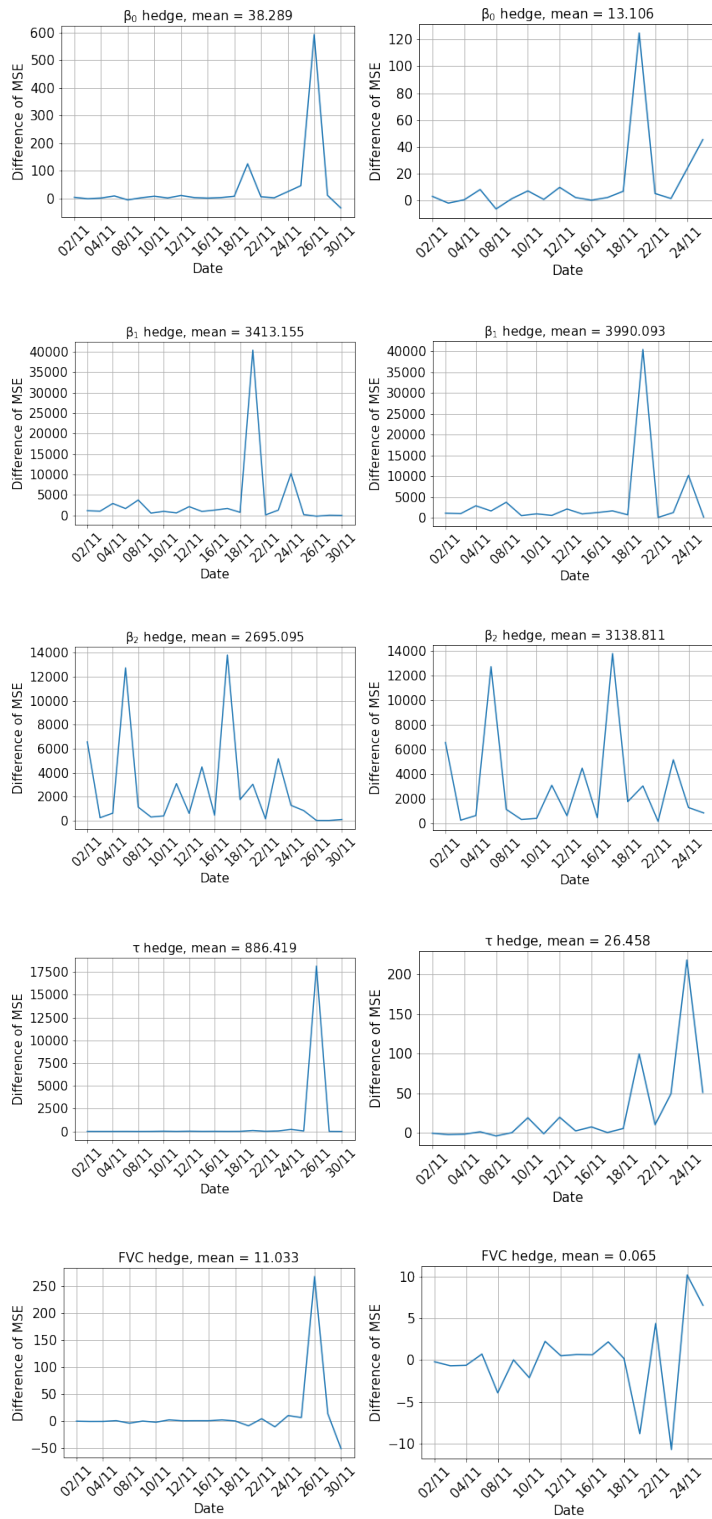 β₀ hedge, mean = 38.289
Difference of MSE
600
500
400
300
200
100
0
02/11 04/11 08/11 10/11 12/11 16/11 18/11 22/11 24/11 26/11 30/11
Date
β₀ hedge, mean = 13.106
Difference of MSE
120
100
80
60
40
20
0
02/11 04/11 08/11 10/11 12/11 16/11 18/11 22/11 24/11
Date
β₁ hedge, mean = 3413.155
Difference of MSE
40000
35000
30000
25000
20000
15000
10000
5000
0
02/11 04/11 08/11 10/11 12/11 16/11 18/11 22/11 24/11 26/11 30/11
Date
β₁ hedge, mean = 3990.093
Difference of MSE
40000
35000
30000
25000
20000
15000
10000
5000
0
02/11 04/11 08/11 10/11 12/11 16/11 18/11 22/11 24/11
Date
β₂ hedge, mean = 2695.095
Difference of MSE
14000
12000
10000
8000
6000
4000
2000
0
02/11 04/11 08/11 10/11 12/11 16/11 18/11 22/11 24/11 26/11 30/11
Date
β₂ hedge, mean = 3138.811
Difference of MSE
14000
12000
10000
8000
6000
4000
2000
0
02/11 04/11 08/11 10/11 12/11 16/11 18/11 22/11 24/11
Date
τ hedge, mean = 886.419
Difference of MSE
17500
15000
12500
10000
7500
5000
2500
0
02/11 04/11 08/11 10/11 12/11 16/11 18/11 22/11 24/11 26/11 30/11
Date
τ hedge, mean = 26.458
Difference of MSE
200
150
100
50
0
02/11 04/11 08/11 10/11 12/11 16/11 18/11 22/11 24/11
Date
FVC hedge, mean = 11.033
Difference of MSE
250
200
150
100
50
0
−50
02/11 04/11 08/11 10/11 12/11 16/11 18/11 22/11 24/11 26/11 30/11
Date
FVC hedge, mean = 0.065
Difference of MSE
10
5
0
−5
−10
02/11 04/11 08/11 10/11 12/11 16/11 18/11 22/11 24/11
Date